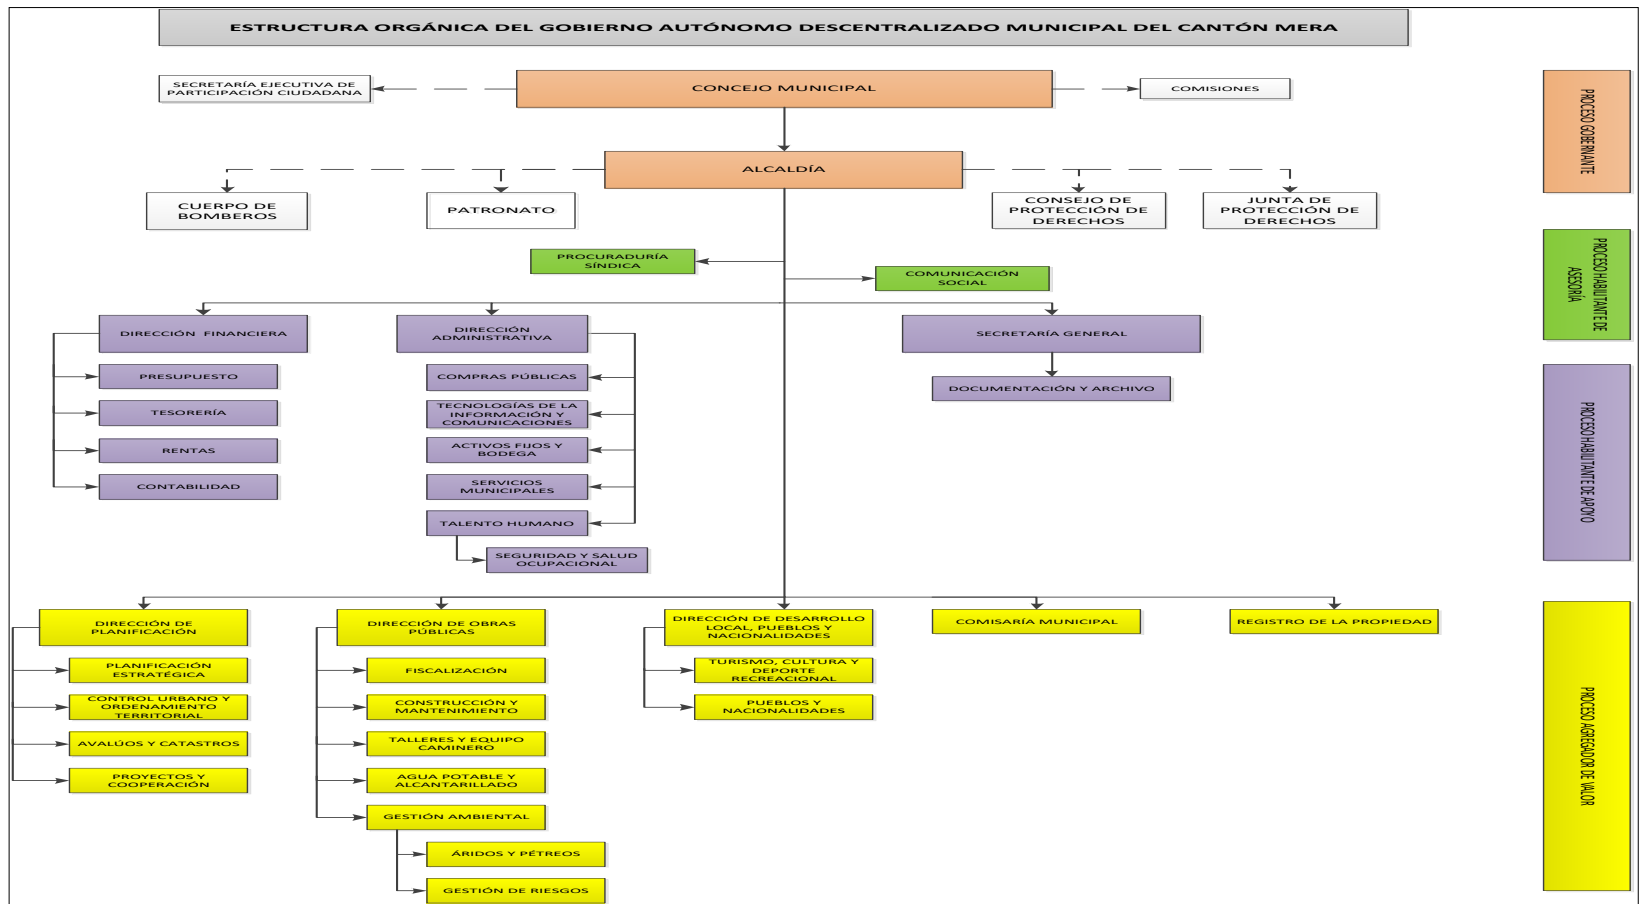 ESTRUCTURA ORGÁNICA DEL GOBIERNO AUTÓNOMO DESCENTRALIZADO MUNICIPAL DEL CANTÓN MERA
SECRETARÍA EJECUTIVA DE
PARTICIPACIÓN CIUDADANA
CONCEJO MUNICIPAL
COMISIONES
PROCESO GOBERNANTE
ALCALDÍA
CUERPO DE
BOMBEROS
PATRONATO
CONSEJO DE
PROTECCIÓN DE
DERECHOS
JUNTA DE
PROTECCIÓN DE
DERECHOS
PROCURADURÍA
SÍNDICA
COMUNICACIÓN
SOCIAL
PROCESO HABILITANTE DE
ASESORÍA
DIRECCIÓN FINANCIERA
PRESUPUESTO
TESORERÍA
RENTAS
CONTABILIDAD
DIRECCIÓN
ADMINISTRATIVA
COMPRAS PÚBLICAS
TECNOLOGÍAS DE LA
INFORMACIÓN Y
COMUNICACIONES
ACTIVOS FIJOS Y
BODEGA
SERVICIOS
MUNICIPALES
TALENTO HUMANO
SEGURIDAD Y SALUD
OCUPACIONAL
SECRETARÍA GENERAL
DOCUMENTACIÓN Y ARCHIVO
PROCESO HABILITANTE DE APOYO
DIRECCIÓN DE
PLANIFICACIÓN
PLANIFICACIÓN
ESTRATÉGICA
CONTROL URBANO Y
ORDENAMIENTO
TERRITORIAL
AVALÚOS Y CATASTROS
PROYECTOS Y
COOPERACIÓN
DIRECCIÓN DE OBRAS
PÚBLICAS
FISCALIZACIÓN
CONSTRUCCIÓN Y
MANTENIMIENTO
TALLERES Y EQUIPO
CAMINERO
AGUA POTABLE Y
ALCANTARILLADO
GESTIÓN AMBIENTAL
ÁRIDOS Y PÉTREOS
GESTIÓN DE RIESGOS
DIRECCIÓN DE DESARROLLO
LOCAL, PUEBLOS Y
NACIONALIDADES
TURISMO, CULTURA Y
DEPORTE
RECREACIONAL
PUEBLOS Y
NACIONALIDADES
COMISARÍA MUNICIPAL
REGISTRO DE LA PROPIEDAD
PROCESO AGREGADOR DE VALOR